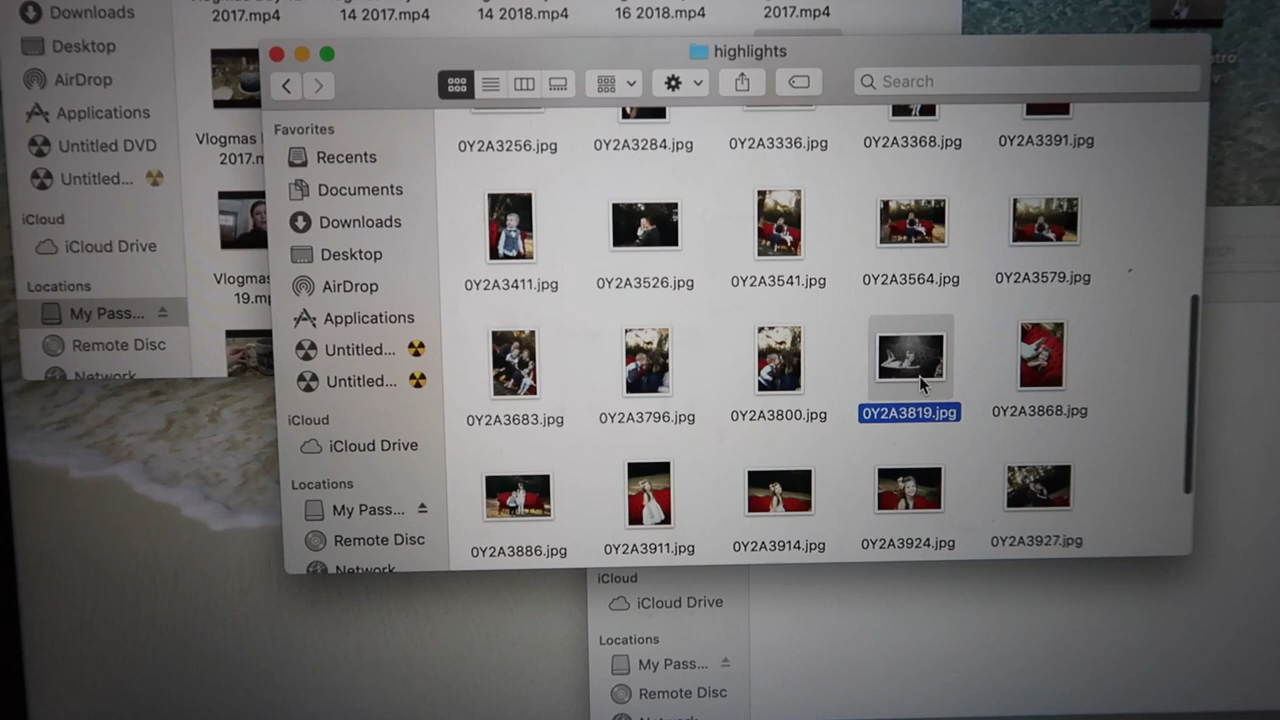 Downloads
Desktop
AirDrop
Applications
Untitled DVD
Untitled...
iCloud
iCloud Drive
Locations
My Pass...
Remote Disc
Network
2017.mp4
14 2017.mp4
14 2018.mp4
16 2018.mp4
2017.mp4
Vlogmas
2017.m
Vlogmas
19.mp
highlights
Search
Favorites
Recents
Documents
Downloads
Desktop
AirDrop
Applications
Untitled...
Untitled...
iCloud
iCloud Drive
Locations
My Pass...
Remote Disc
Network
0Y2A3256.jpg
0Y2A3284.jpg
0Y2A3336.jpg
0Y2A3368.jpg
0Y2A3391.jpg
0Y2A3411.jpg
0Y2A3526.jpg
0Y2A3541.jpg
0Y2A3564.jpg
0Y2A3579.jpg
0Y2A3683.jpg
0Y2A3796.jpg
0Y2A3800.jpg
0Y2A3819.jpg
0Y2A3868.jpg
0Y2A3886.jpg
0Y2A3911.jpg
0Y2A3914.jpg
0Y2A3924.jpg
0Y2A3927.jpg
iCloud
iCloud Drive
Locations
My Pass...
Remote Disc